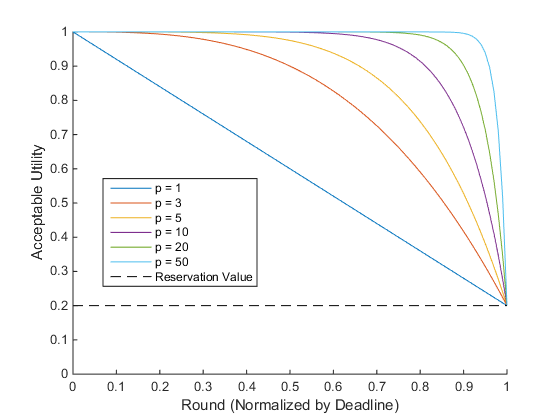 1
0.9
0.8
0.7
0.6
0.5
0.4
0.3
0.2
0.1
0
Acceptable Utility
p = 1
p = 3
p = 5
p = 10
p = 20
p = 50
Reservation Value
0 0.1 0.2 0.3 0.4 0.5 0.6 0.7 0.8 0.9 1
Round (Normalized by Deadline)